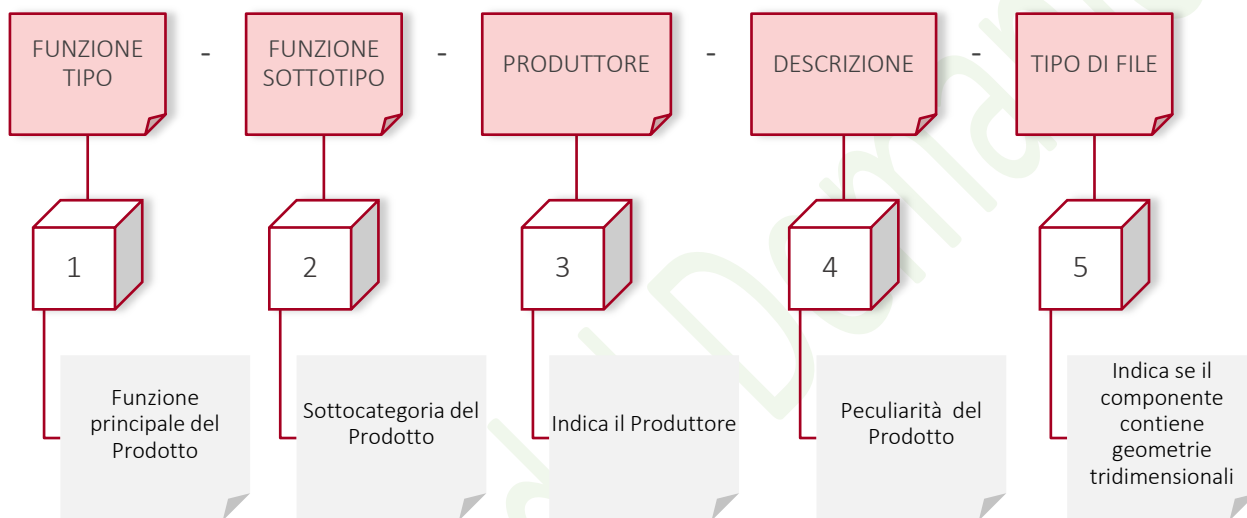 FUNZIONE
TIPO
-
FUNZIONE
SOTTOTIPO
-
PRODUTTORE
-
DESCRIZIONE
-
TIPO DI FILE
1
2
3
4
5
Funzione
principale del
Prodotto
Sottocategoria del
Prodotto
Indica il Produttore
Peculiarità del
Prodotto
Indica se il
componente
contiene
geometrie
tridimensionali